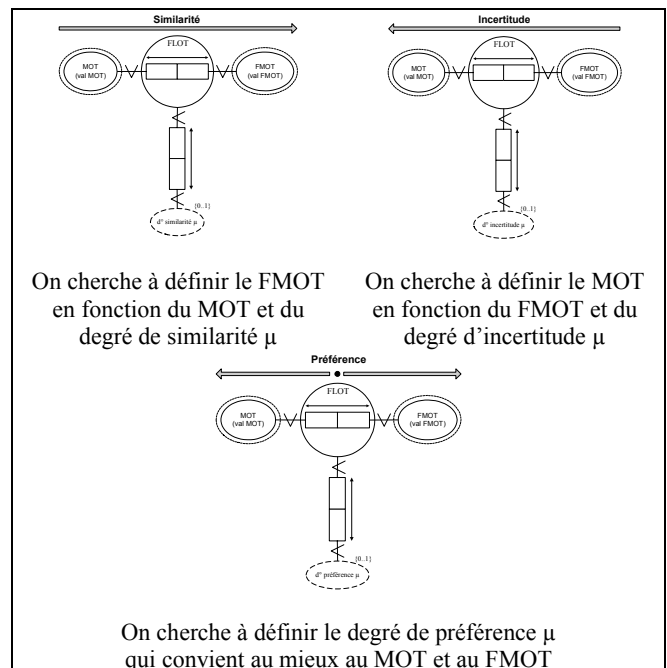 Similarité
FLOT
MOT
(val MOT)
FMOT
(val FMOT)
{0..1}
d° similarité µ
On cherche à définir le FMOT
en fonction du MOT et du
degré de similarité µ
Incertitude
FLOT
MOT
(val MOT)
FMOT
(val FMOT)
{0..1}
d° incertitude µ
On cherche à définir le MOT
en fonction du FMOT et du
degré d’incertitude µ
Préférence
FLOT
MOT
(val MOT)
FMOT
(val FMOT)
{0..1}
d° préférence µ
On cherche à définir le degré de préférence µ
qui convient au mieux au MOT et au FMOT